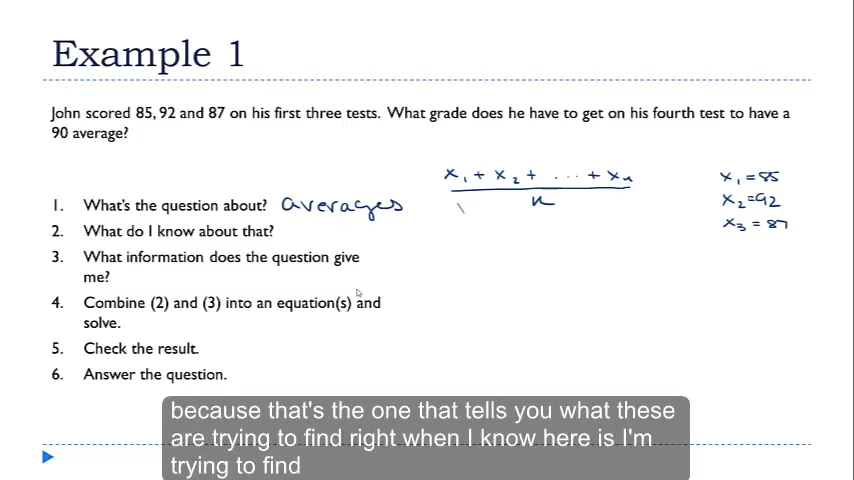 Example 1
John scored 85, 92 and 87 on his first three tests. What grade does he have to get on his fourth test to have a
90 average?
x₁ + x₂ + ... + xₙ
n
x₁ = 85
x₂ = 92
x₃ = 87
1. What's the question about? averages
2. What do I know about that?
3. What information does the question give
me?
4. Combine (2) and (3) into an equation(s) and
solve.
5. Check the result.
6. Answer the question.
because that's the one that tells you what these
are trying to find right when I know here is I'm
trying to find